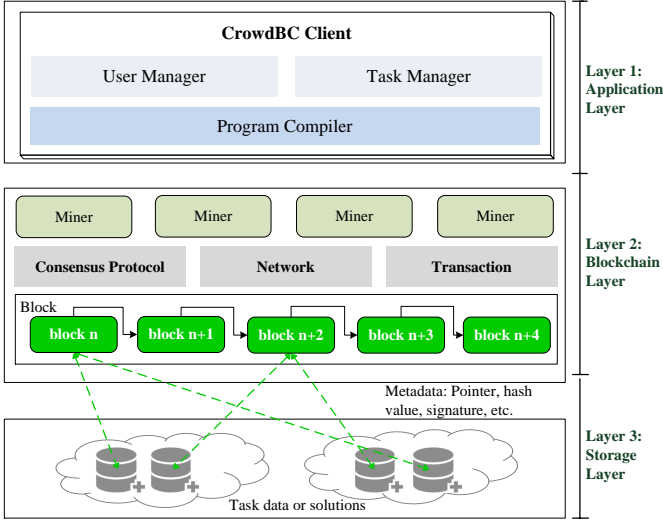 CrowdBC Client
User Manager
Task Manager
Program Compiler
Layer 1:
Application
Layer
Miner
Miner
Miner
Miner
Consensus Protocol
Network
Transaction
Layer 2:
Blockchain
Layer
Block
block n
block n+1
block n+2
block n+3
block n+4
Metadata: Pointer, hash
value, signature, etc.
Layer 3:
Storage
Layer
Task data or solutions